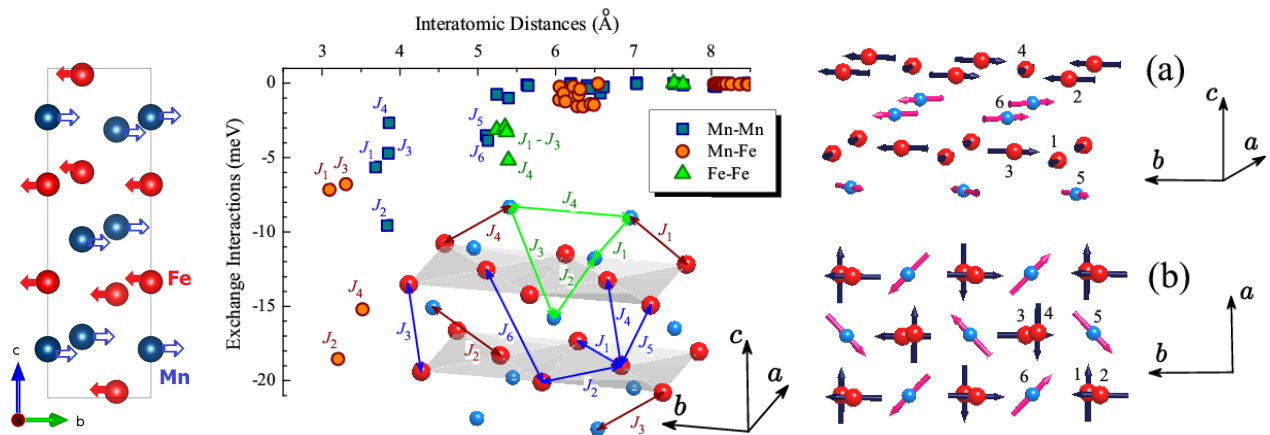 Fe
Mn
c
a
b
Interatomic Distances (Å)
3 4 5 6 7 8
Exchange Interactions (meV)
0
-5
-10
-15
-20
J4
J1
J3
J2
J1 J3
J4
J2
J5
J6
J1 - J3
J4
Mn-Mn
Mn-Fe
Fe-Fe
J4
J4
J3
J1
J1
J2
J3
J2
J6
J4
J1
J5
J2
J3
c
a
b
(a)
4
2
6
1
3
5
c
a
b
(b)
3 4 5
6 1 2
a
b